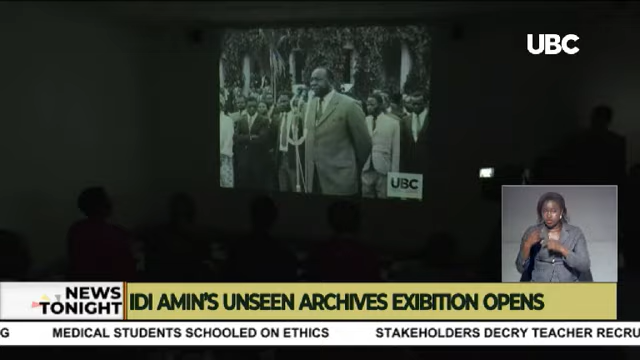 UBC
UBC
NEWS
TONIGHT
IDI AMIN'S UNSEEN ARCHIVES EXIBITION OPENS
G MEDICAL STUDENTS SCHOOLED ON ETHICS STAKEHOLDERS DECRY TEACHER RECRU